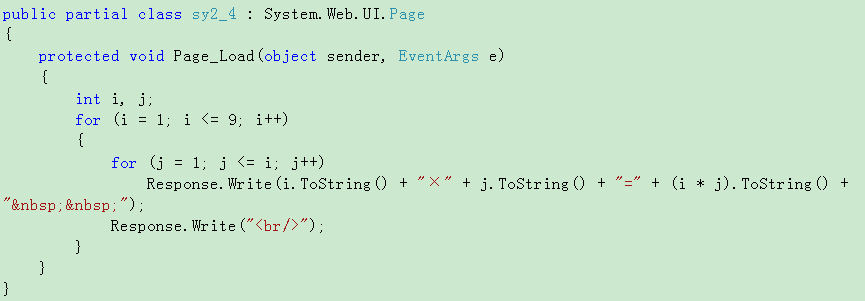 public partial class sy2_4 : System.Web.UI.Page
{
    protected void Page_Load(object sender, EventArgs e)
    {
        int i, j;
        for (i = 1; i <= 9; i++)
        {
            for (j = 1; j <= i; j++)
                Response.Write(i.ToString() + "×" + j.ToString() + "=" + (i * j).ToString() +
"&nbsp;&nbsp;");
            Response.Write("<br/>");
        }
    }
}